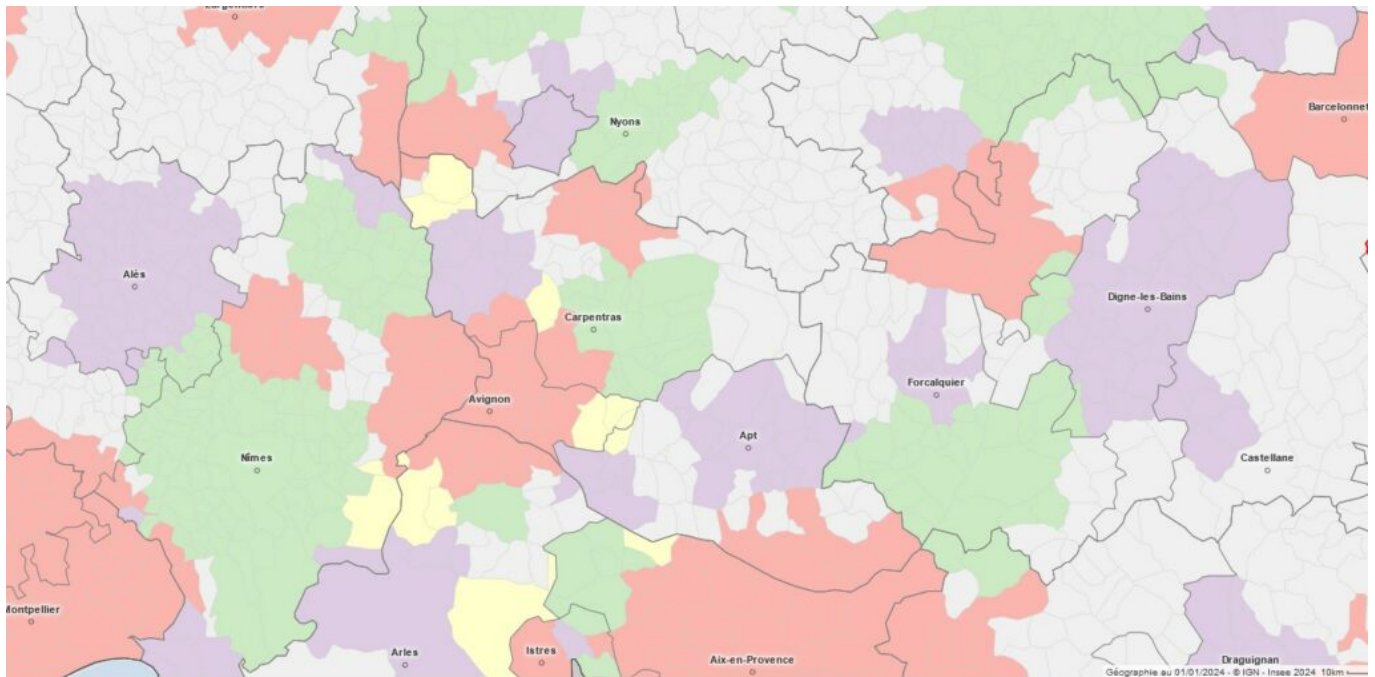 Largentière
Nyons
Barcelonnet
Alès
Digne-les-Bains
Carpentras
Forcalquier
Avignon
Apt
Nîmes
Castellane
Montpellier
Arles
Istres
Aix-en-Provence
Draguignan
Géographie au 01/01/2024 - © IGN - Insee 2024 10km